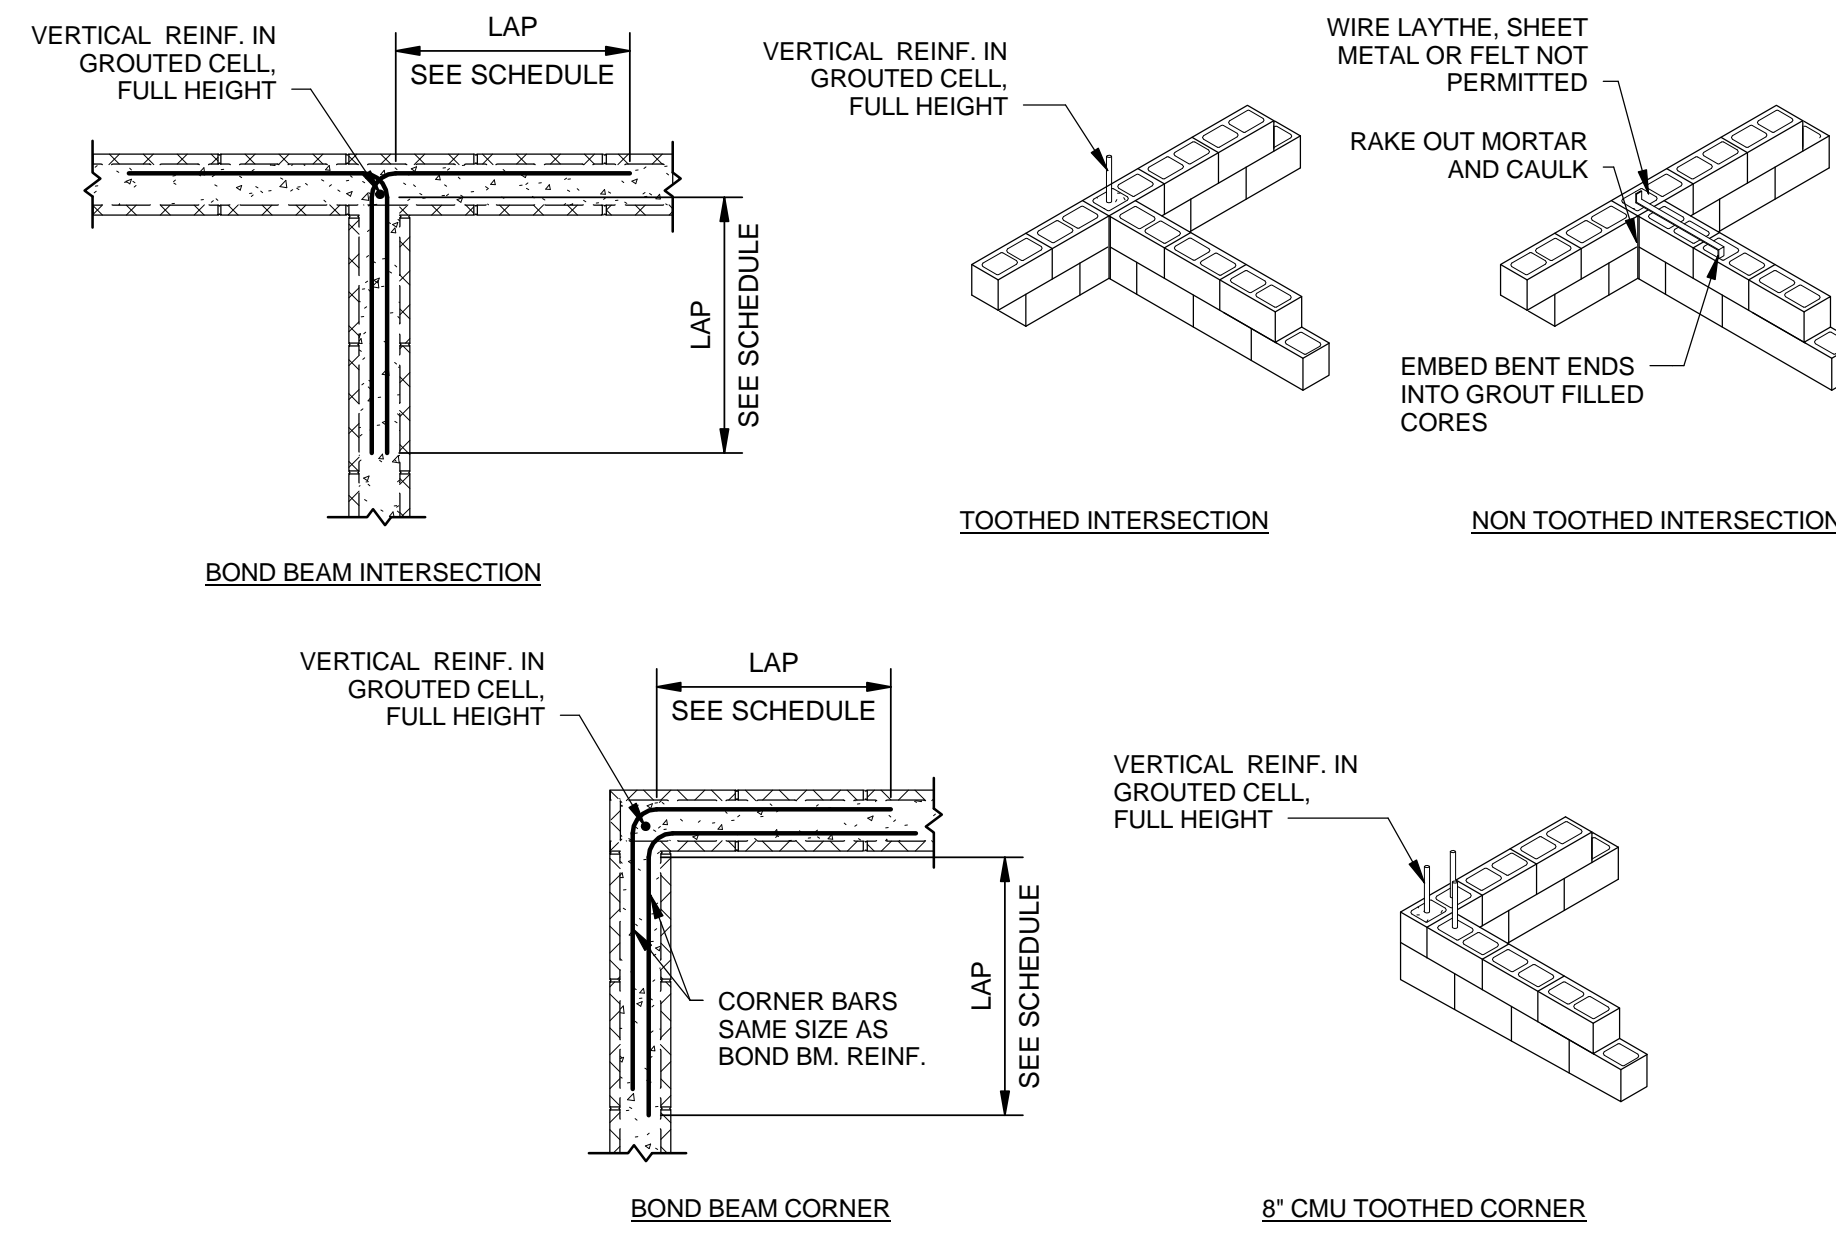 VERTICAL REINF. IN
GROUTED CELL,
FULL HEIGHT
LAP
SEE SCHEDULE
LAP
SEE SCHEDULE
BOND BEAM INTERSECTION
VERTICAL REINF. IN
GROUTED CELL,
FULL HEIGHT
TOOTHED INTERSECTION
WIRE LAYTHE, SHEET
METAL OR FELT NOT
PERMITTED
RAKE OUT MORTAR
AND CAULK
EMBED BENT ENDS
INTO GROUT FILLED
CORES
NON TOOTHED INTERSECTION
VERTICAL REINF. IN
GROUTED CELL,
FULL HEIGHT
LAP
SEE SCHEDULE
LAP
SEE SCHEDULE
CORNER BARS
SAME SIZE AS
BOND BM. REINF.
BOND BEAM CORNER
VERTICAL REINF. IN
GROUTED CELL,
FULL HEIGHT
8" CMU TOOTHED CORNER